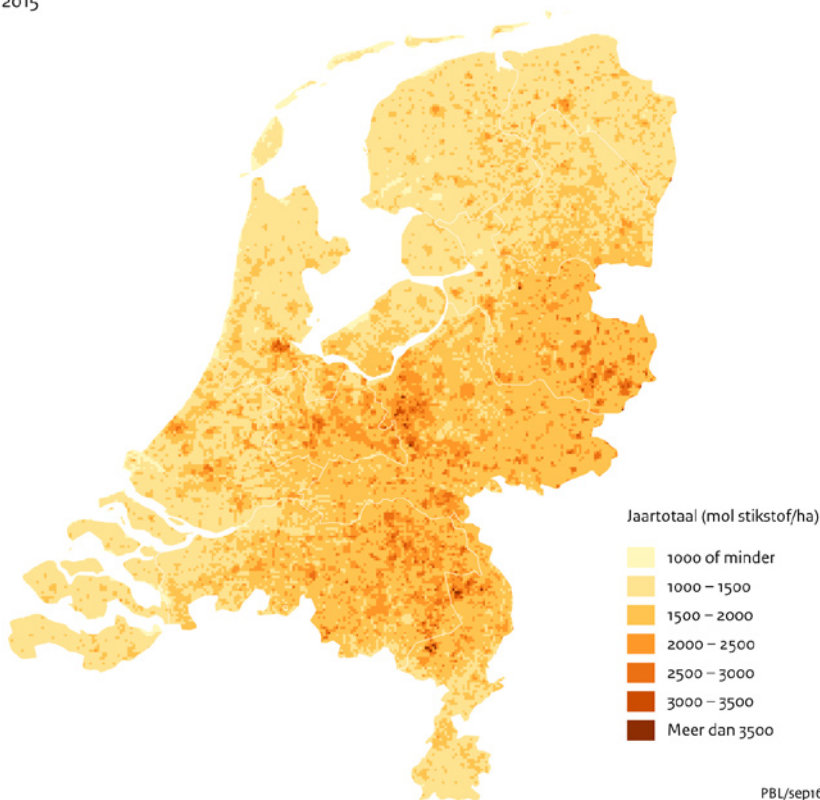 2015
Jaartotaal (mol stikstof/ha)
1000 of minder
1000 – 1500
1500 – 2000
2000 – 2500
2500 – 3000
3000 – 3500
Meer dan 3500
PBL/sep16